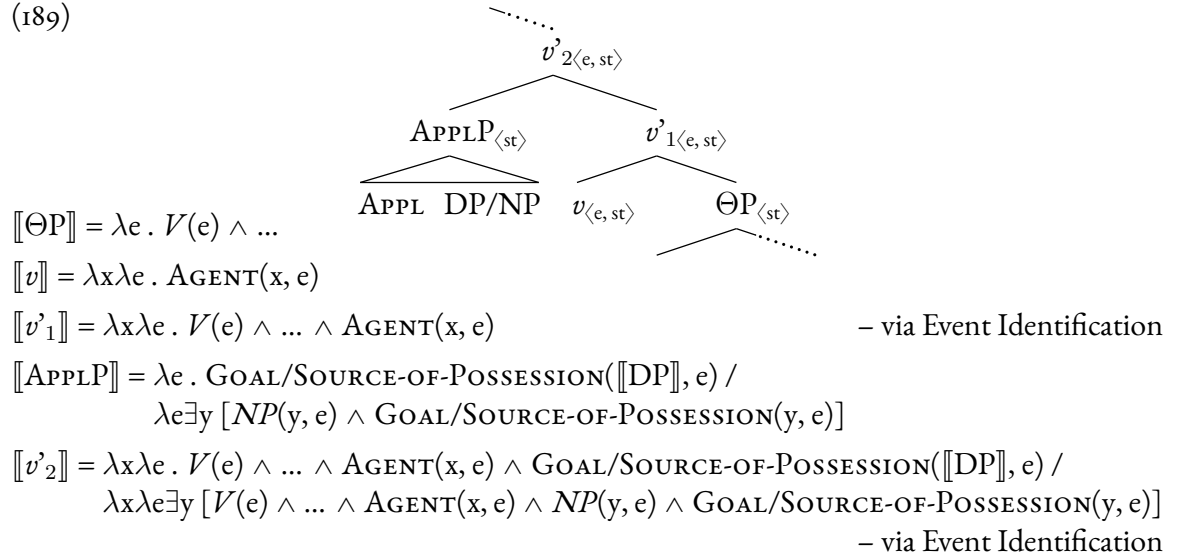 (189)
v’2⟨e, st⟩
ApplP⟨st⟩ v’1⟨e, st⟩
Appl DP/NP v⟨e, st⟩ ΘP⟨st⟩
⟦ΘP⟧ = λe . V(e) ∧ ...
⟦v⟧ = λxλe . Agent(x, e)
⟦v’1⟧ = λxλe . V(e) ∧ ... ∧ Agent(x, e) – via Event Identification
⟦ApplP⟧ = λe . Goal/Source-of-Possession(⟦DP⟧, e) /
λe∃y [NP(y, e) ∧ Goal/Source-of-Possession(y, e)]
⟦v’2⟧ = λxλe . V(e) ∧ ... ∧ Agent(x, e) ∧ Goal/Source-of-Possession(⟦DP⟧, e) /
λxλe∃y [V(e) ∧ ... ∧ Agent(x, e) ∧ NP(y, e) ∧ Goal/Source-of-Possession(y, e)]
– via Event Identification